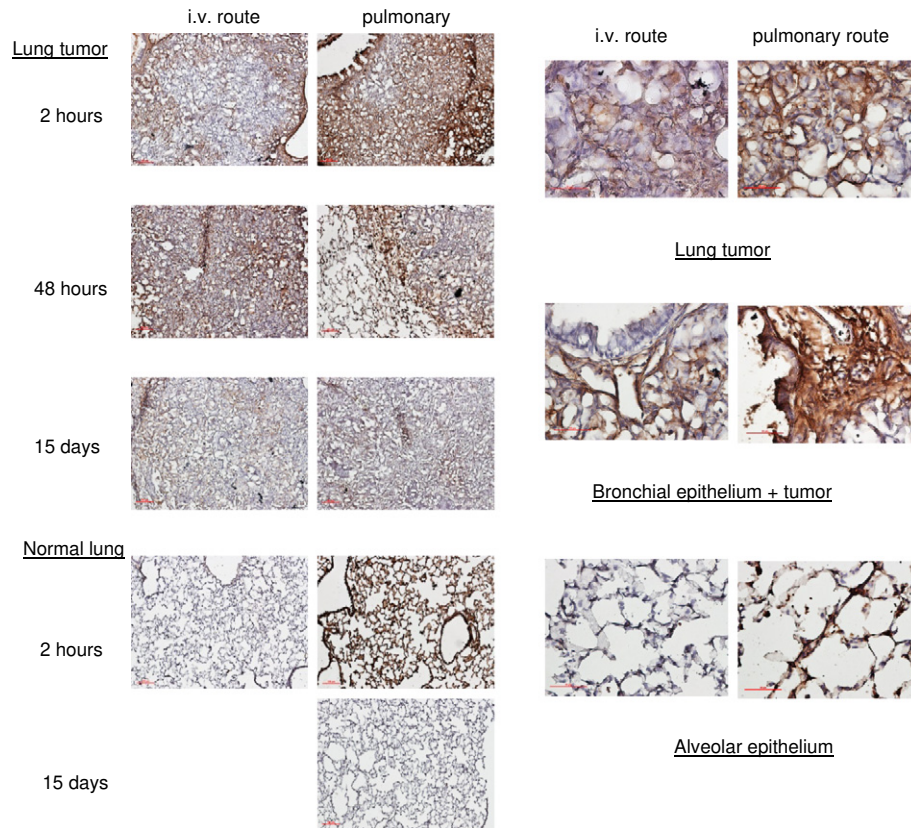 i.v. route pulmonary
Lung tumor
2 hours
48 hours
15 days
Normal lung
2 hours
15 days
i.v. route pulmonary route
Lung tumor
Bronchial epithelium + tumor
Alveolar epithelium